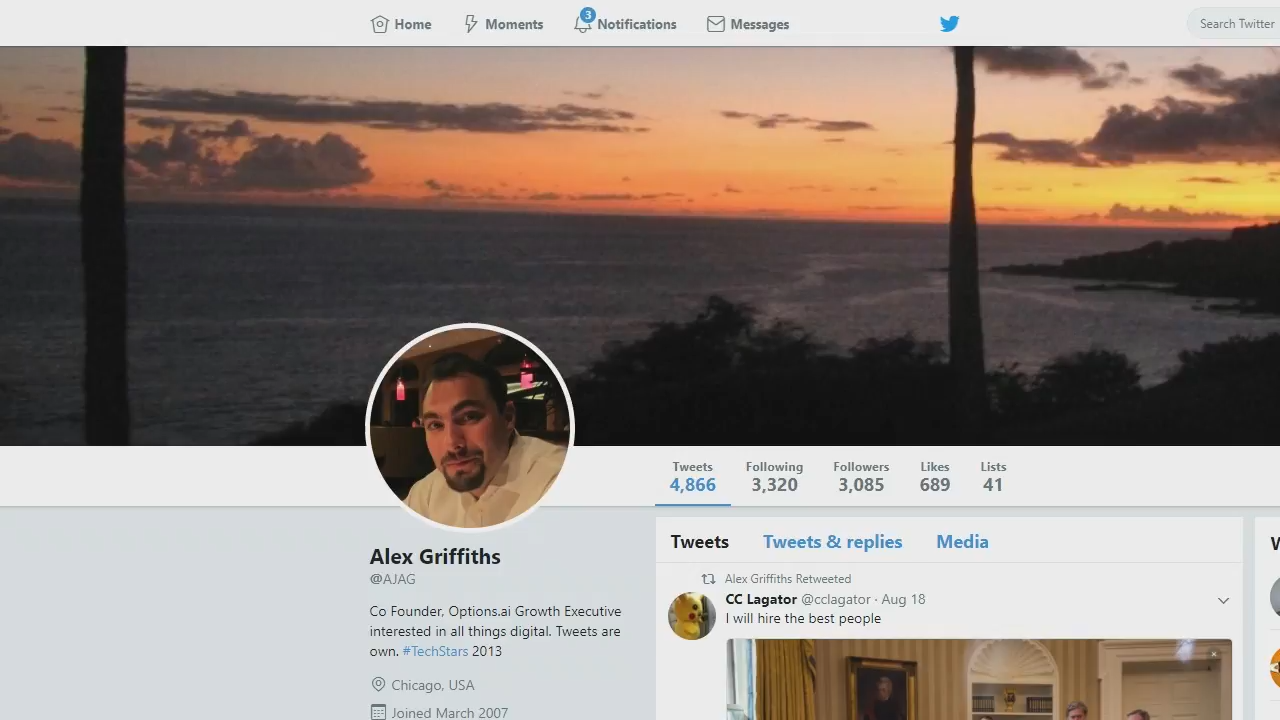 Home
Moments
3
Notifications
Messages
Search Twitter
Tweets
4,866
Following
3,320
Followers
3,085
Likes
689
Lists
41
Alex Griffiths
@AJAG
Co Founder, Options.ai Growth Executive
interested in all things digital. Tweets are
own. #TechStars 2013
Chicago, USA
Joined March 2007
Tweets
Tweets & replies
Media
Alex Griffiths Retweeted
CC Lagator @cclagator · Aug 18
I will hire the best people